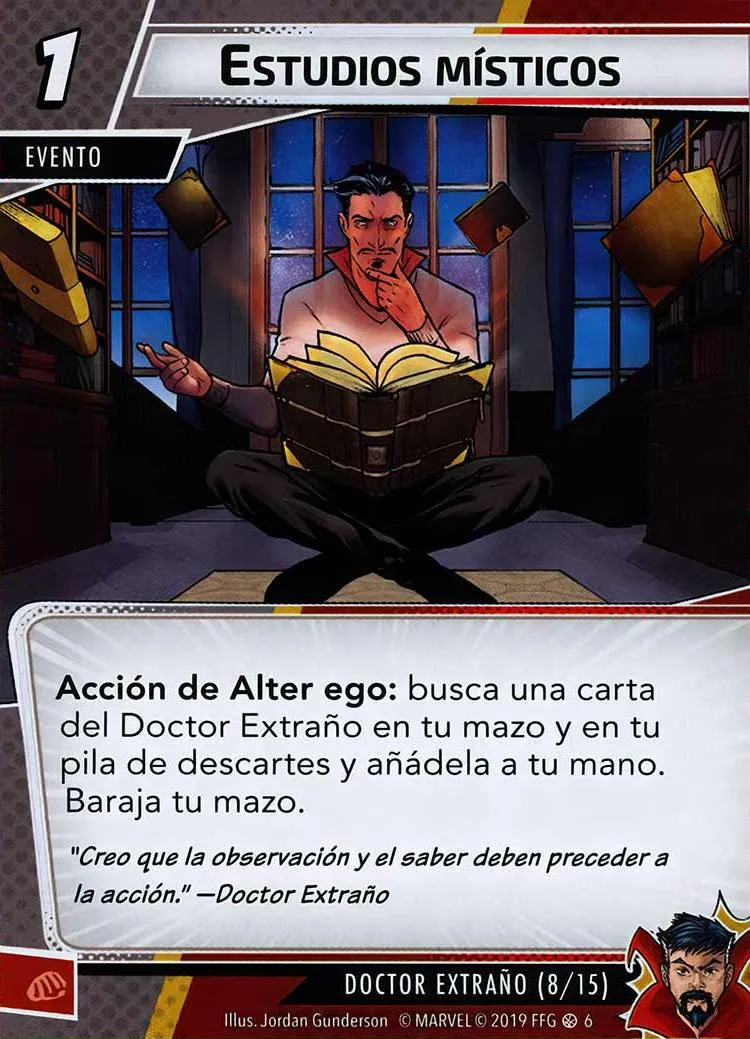 1
ESTUDIOS MÍSTICOS
EVENTO
Acción de Alter ego: busca una carta
del Doctor Extraño en tu mazo y en tu
pila de descartes y añádela a tu mano.
Baraja tu mazo.
"Creo que la observación y el saber deben preceder a
la acción." —Doctor Extraño
DOCTOR EXTRAÑO (8/15)
Illus. Jordan Gunderson © MARVEL © 2019 FFG 6